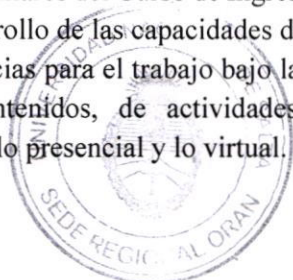 rollo de las capacidades d
cias para el trabajo bajo la
ntenidos, de actividades
lo presencial y lo virtual.
SEDE REGIONAL ORAN